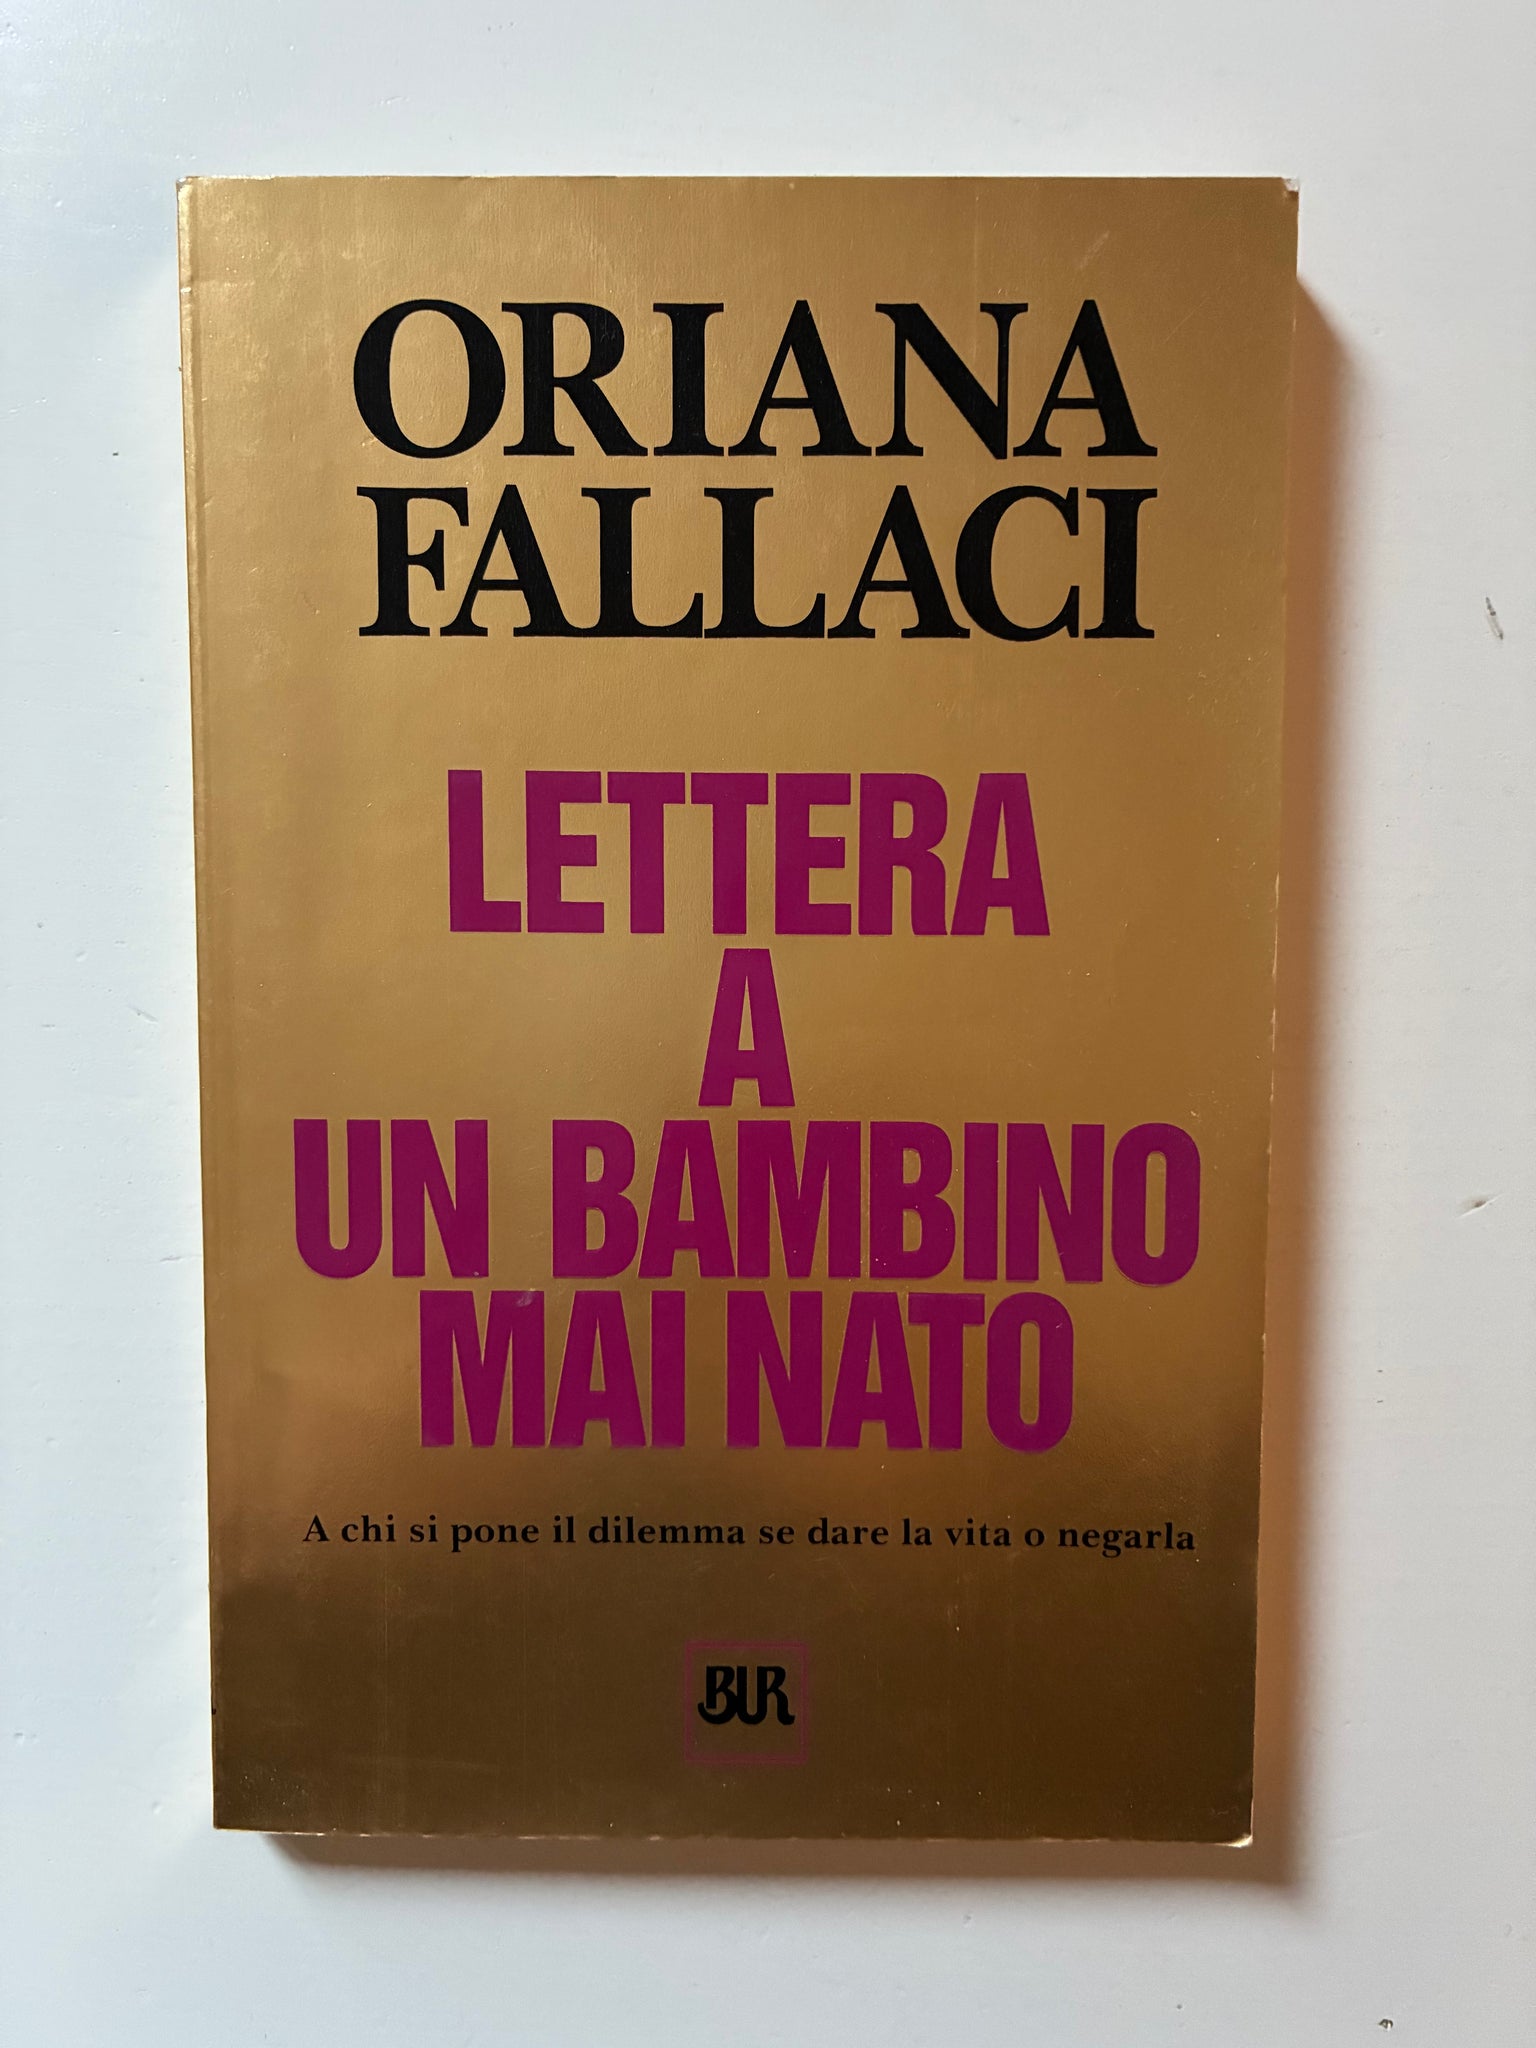 ORIANA
FALLACI
LETTERA
A
UN BAMBINO
MAI NATO
A chi si pone il dilemma se dare la vita o negarla
BUR